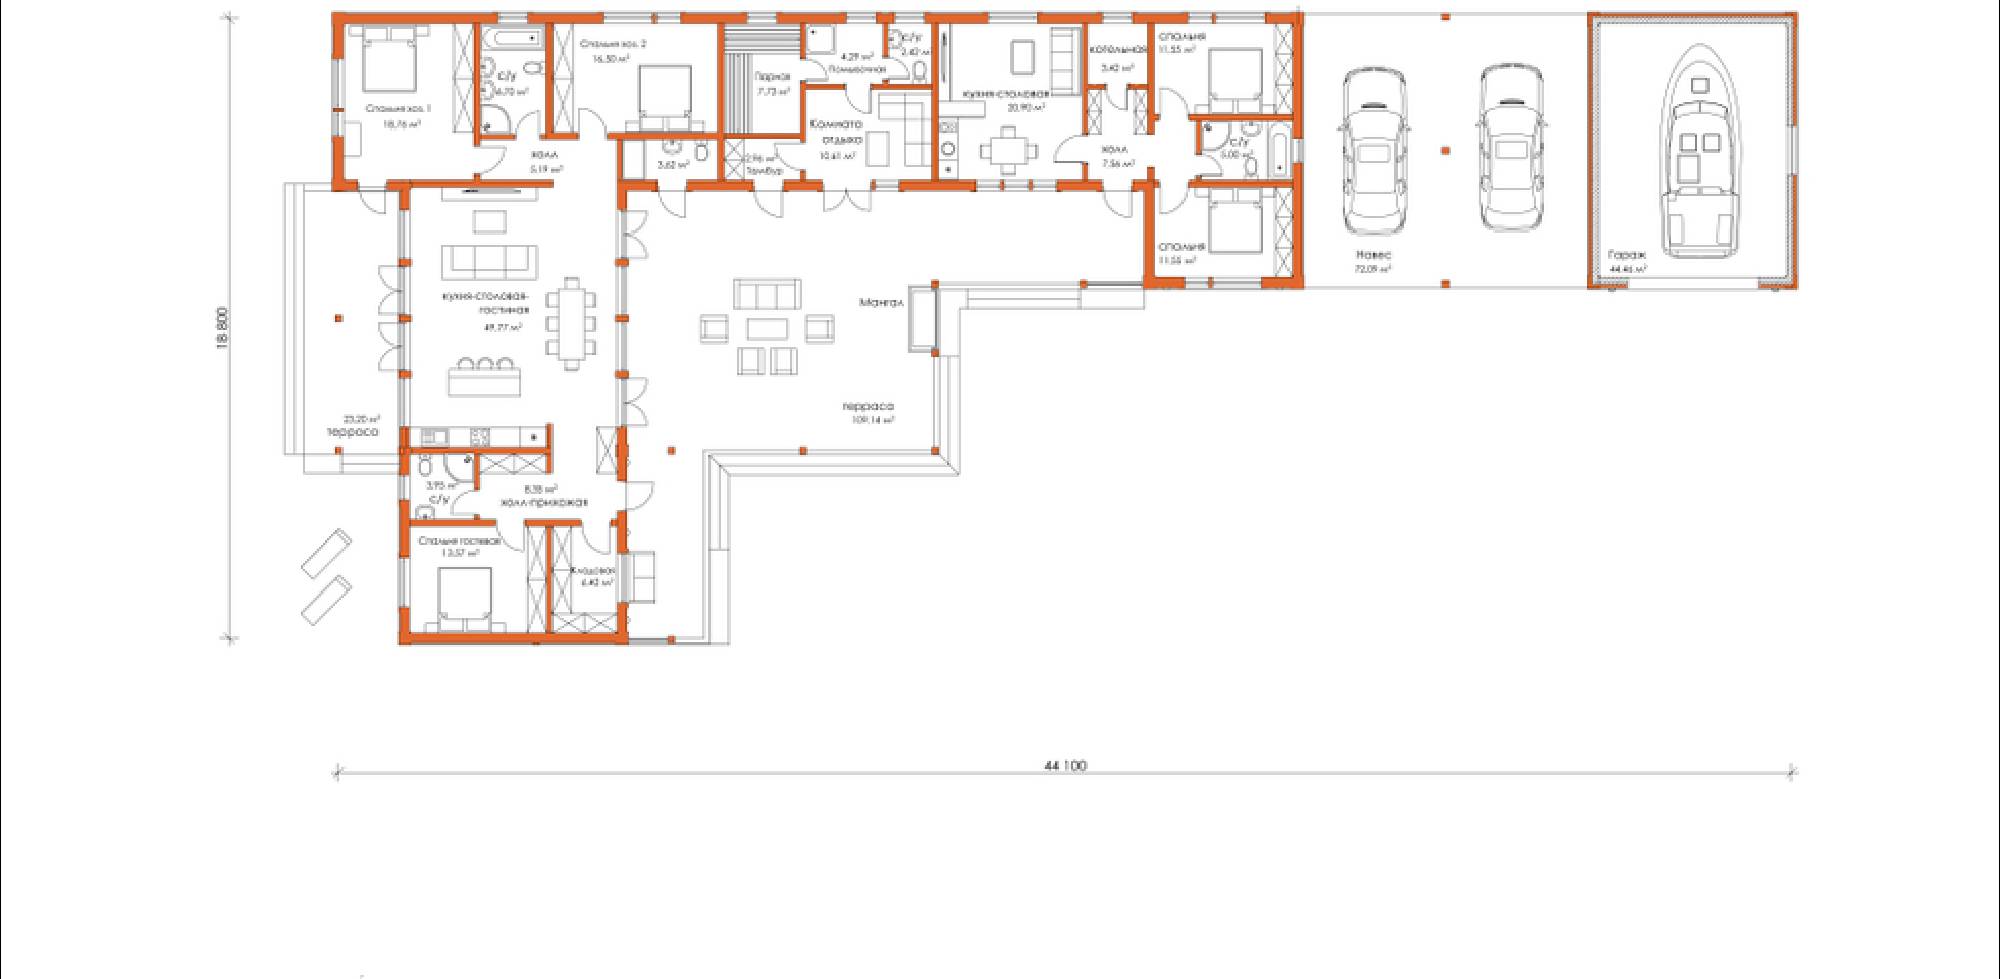 Спальня хоз. 1
18,76 м²
с/у
6,70 м²
Спальня хоз. 2
16,50 м²
холл
5,19 м²
3,62 м²
Парная
7,73 м²
4,29 м²
Помывочная
с/у
2,42 м²
Комната
отдыха
10,61 м²
2,96 м²
Тамбур
кухня-столовая
20,90 м²
котельная
3,42 м²
холл
7,56 м²
спальня
11,55 м²
с/у
5,00 м²
спальня
11,55 м²
Навес
72,09 м²
Гараж
44,46 м²
кухня-столовая-
гостиная
49,77 м²
Мангал
терраса
109,14 м²
23,20 м²
терраса
3,95 м²
с/у
8,38 м²
холл-прихожая
Спальня гостевая
13,57 м²
Кладовая
6,42 м²
18 800
44 100